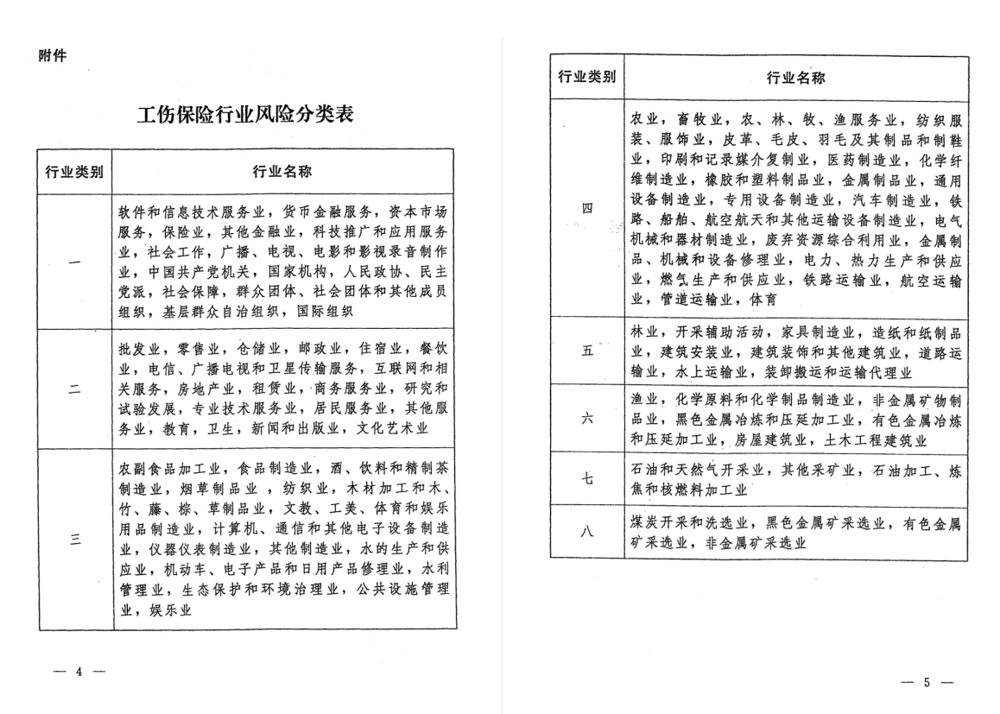 附件
工伤保险行业风险分类表
行业类别 行业名称
一
软件和信息技术服务业，货币金融服务，资本市场
服务，保险业，其他金融业，科技推广和应用服务
业，社会工作，广播、电视、电影和影视录音制作
业，中国共产党机关，国家机构，人民政协、民主
党派，社会保障，群众团体、社会团体和其他成员
组织，基层群众自治组织，国际组织
二
批发业，零售业，仓储业，邮政业，住宿业，餐饮
业，电信、广播电视和卫星传输服务，互联网和相
关服务，房地产业，租赁业，商务服务业，研究和
试验发展，专业技术服务业，居民服务业，其他服
务业，教育，卫生，新闻和出版业，文化艺术业
三
农副食品加工业，食品制造业，酒、饮料和精制茶
制造业，烟草制品业，纺织业，木材加工和木、
竹、藤、棕、草制品业，文教、工美、体育和娱乐
用品制造业，计算机、通信和其他电子设备制造
业，仪器仪表制造业，其他制造业，水的生产和供
应业，机动车、电子产品和日用产品修理业，水利
管理业，生态保护和环境治理业，公共设施管理
业，娱乐业
— 4 —
行业类别 行业名称
四
农业，畜牧业，农、林、牧、渔服务业，纺织服
装、服饰业，皮革、毛皮、羽毛及其制品和制鞋
业，印刷和记录媒介复制业，医药制造业，化学纤
维制造业，橡胶和塑料制品业，金属制品业，通用
设备制造业，专用设备制造业，汽车制造业，铁
路、船舶、航空航天和其他运输设备制造业，电气
机械和器材制造业，废弃资源综合利用业，金属制
品、机械和设备修理业，电力、热力生产和供应
业，燃气生产和供应业，铁路运输业，航空运输
业，管道运输业，体育
五
林业，开采辅助活动，家具制造业，造纸和纸制品
业，建筑安装业，建筑装饰和其他建筑业，道路运
输业，水上运输业，装卸搬运和运输代理业
六
渔业，化学原料和化学制品制造业，非金属矿物制
品业，黑色金属冶炼和压延加工业，有色金属冶炼
和压延加工业，房屋建筑业，土木工程建筑业
七
石油和天然气开采业，其他采矿业，石油加工、炼
焦和核燃料加工业
八
煤炭开采和洗选业，黑色金属矿采选业，有色金属
矿采选业，非金属矿采选业
— 5 —